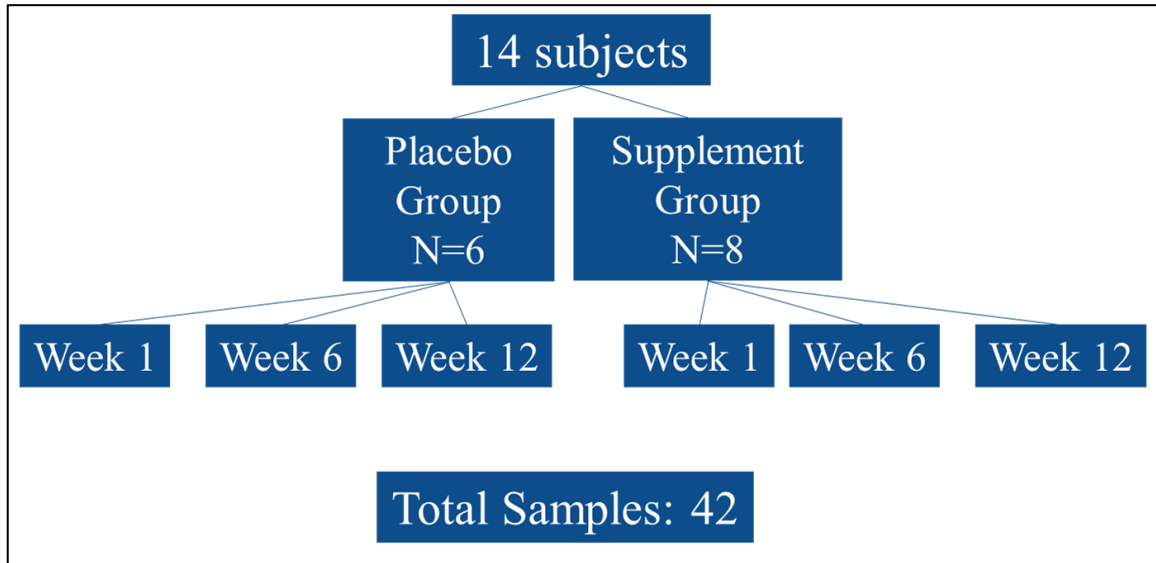 14 subjects
Placebo
Group
N=6
Supplement
Group
N=8
Week 1
Week 6
Week 12
Week 1
Week 6
Week 12
Total Samples: 42